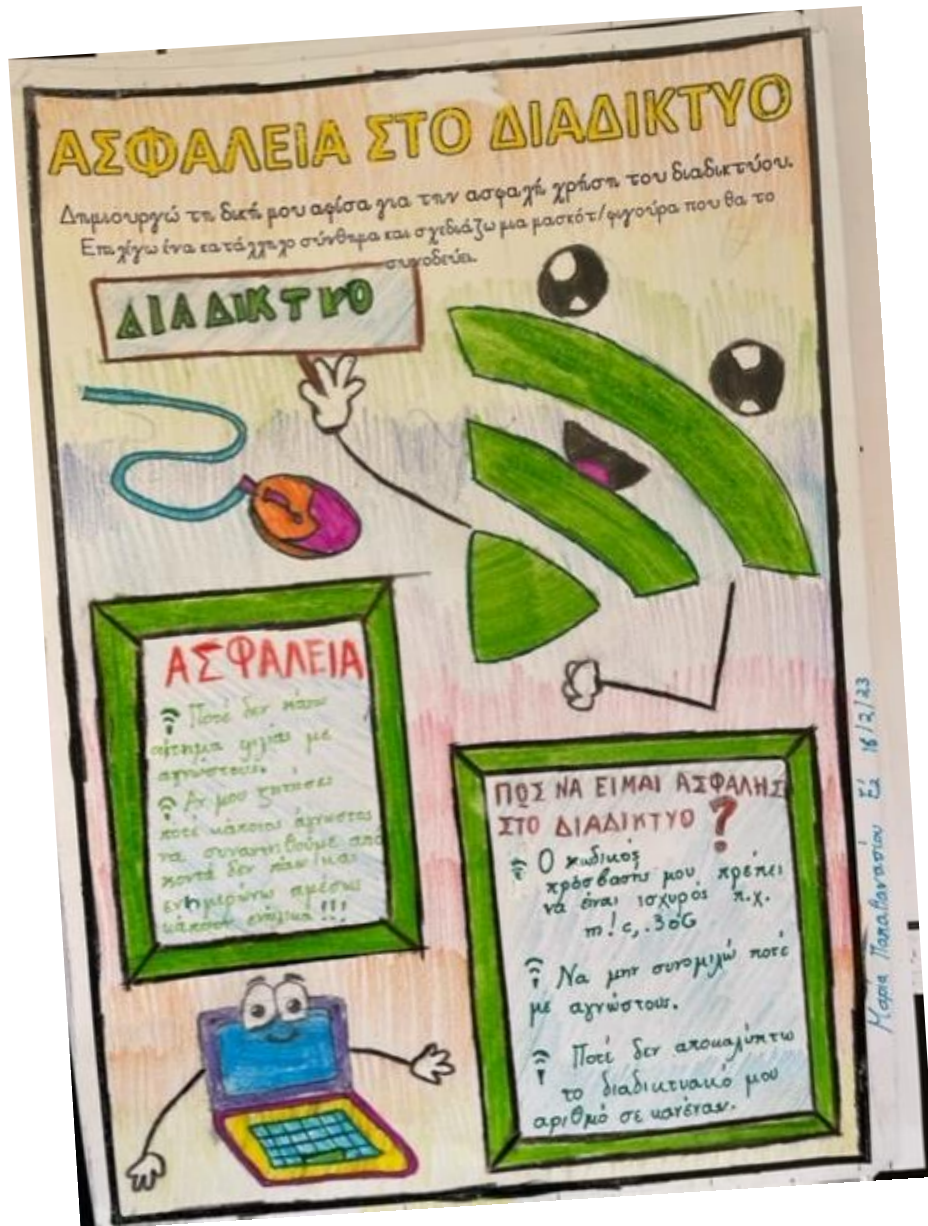 ΑΣΦΑΛΕΙΑ ΣΤΟ ΔΙΑΔΙΚΤΥΟ
Δημιουργώ τη δική μου αφίσα για την ασφαλή χρήση του διαδικτύου.
Επιλέγω ένα κατάλληλο σύνθημα και σχεδιάζω μια μασκότ/φιγούρα που θα το
συνοδεύει.
ΔΙΑΔΙΚΤΥΟ
ΑΣΦΑΛΕΙΑ
Ποτέ δεν κάνω
αίτημα φιλίας με
αγνώστους.
Αν μου ζητήσει
ποτέ κάποιος άγνωστος
να συναντηθούμε από
κοντά δεν πάω και
ενημερώνω αμέσως
κάποιον ενήλικα!!!
ΠΩΣ ΝΑ ΕΙΜΑΙ ΑΣΦΑΛΗΣ
ΣΤΟ ΔΙΑΔΙΚΤΥΟ ?
Ο κωδικός
πρόσβασής μου πρέπει
να είναι ισχυρός π.χ.
m!c,.36G
Να μην συνομιλώ ποτέ
με αγνώστους.
Ποτέ δεν αποκαλύπτω
το διαδικτυακό μου
αριθμό σε κανέναν.
Μαρία Παπαθανασίου Ε2 18/2/23